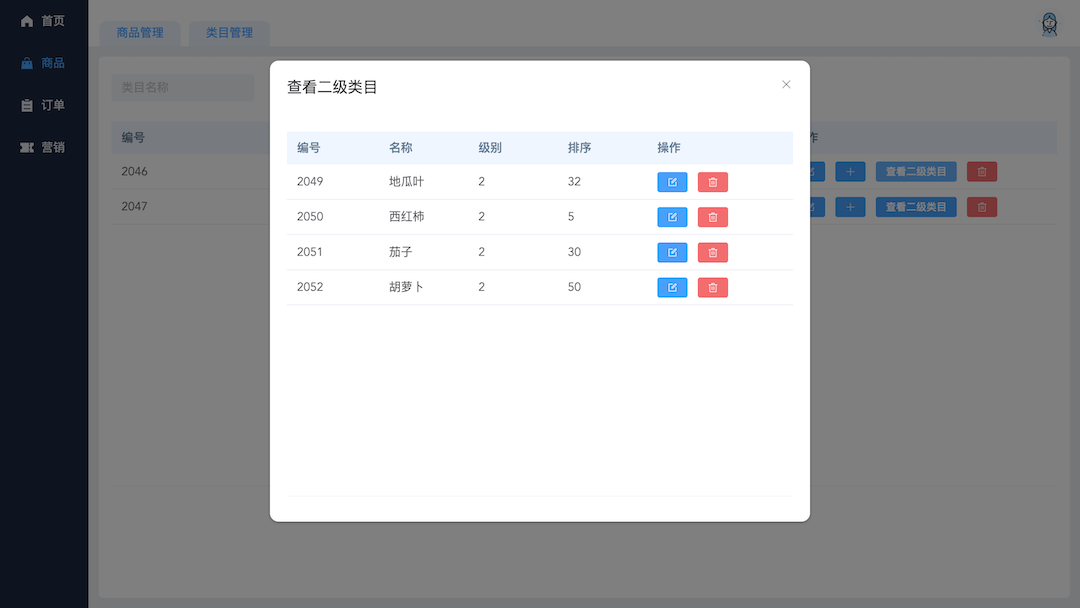 首页
商品
订单
营销
商品管理
类目管理
类目名称
编号
作
2046
查看二级类目
2047
查看二级类目
查看二级类目
编号 名称 级别 排序 操作
2049 地瓜叶 2 32
2050 西红柿 2 5
2051 茄子 2 30
2052 胡萝卜 2 50